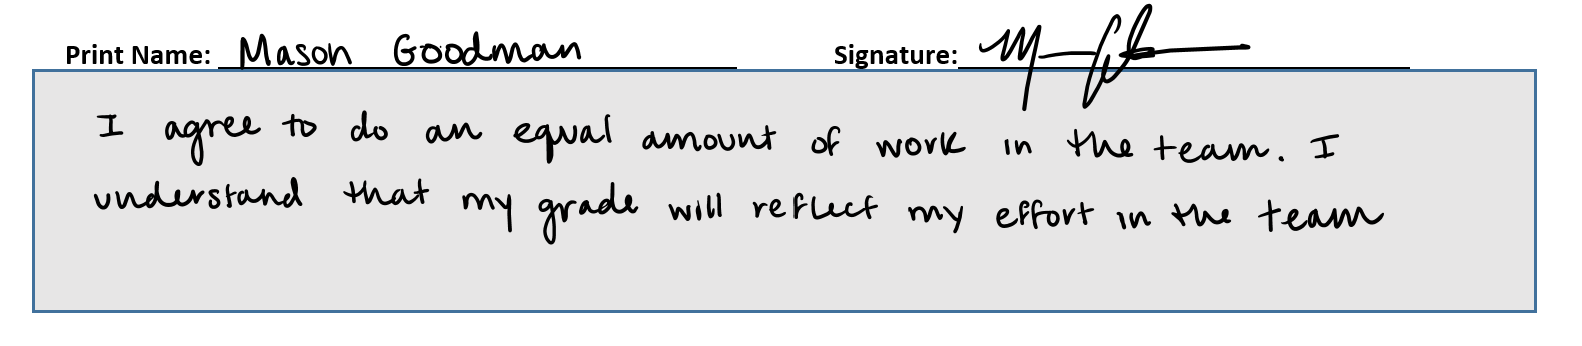 Print Name: Mason Goodman Signature:
I agree to do an equal amount of work in the team. I
understand that my grade will reflect my effort in the team